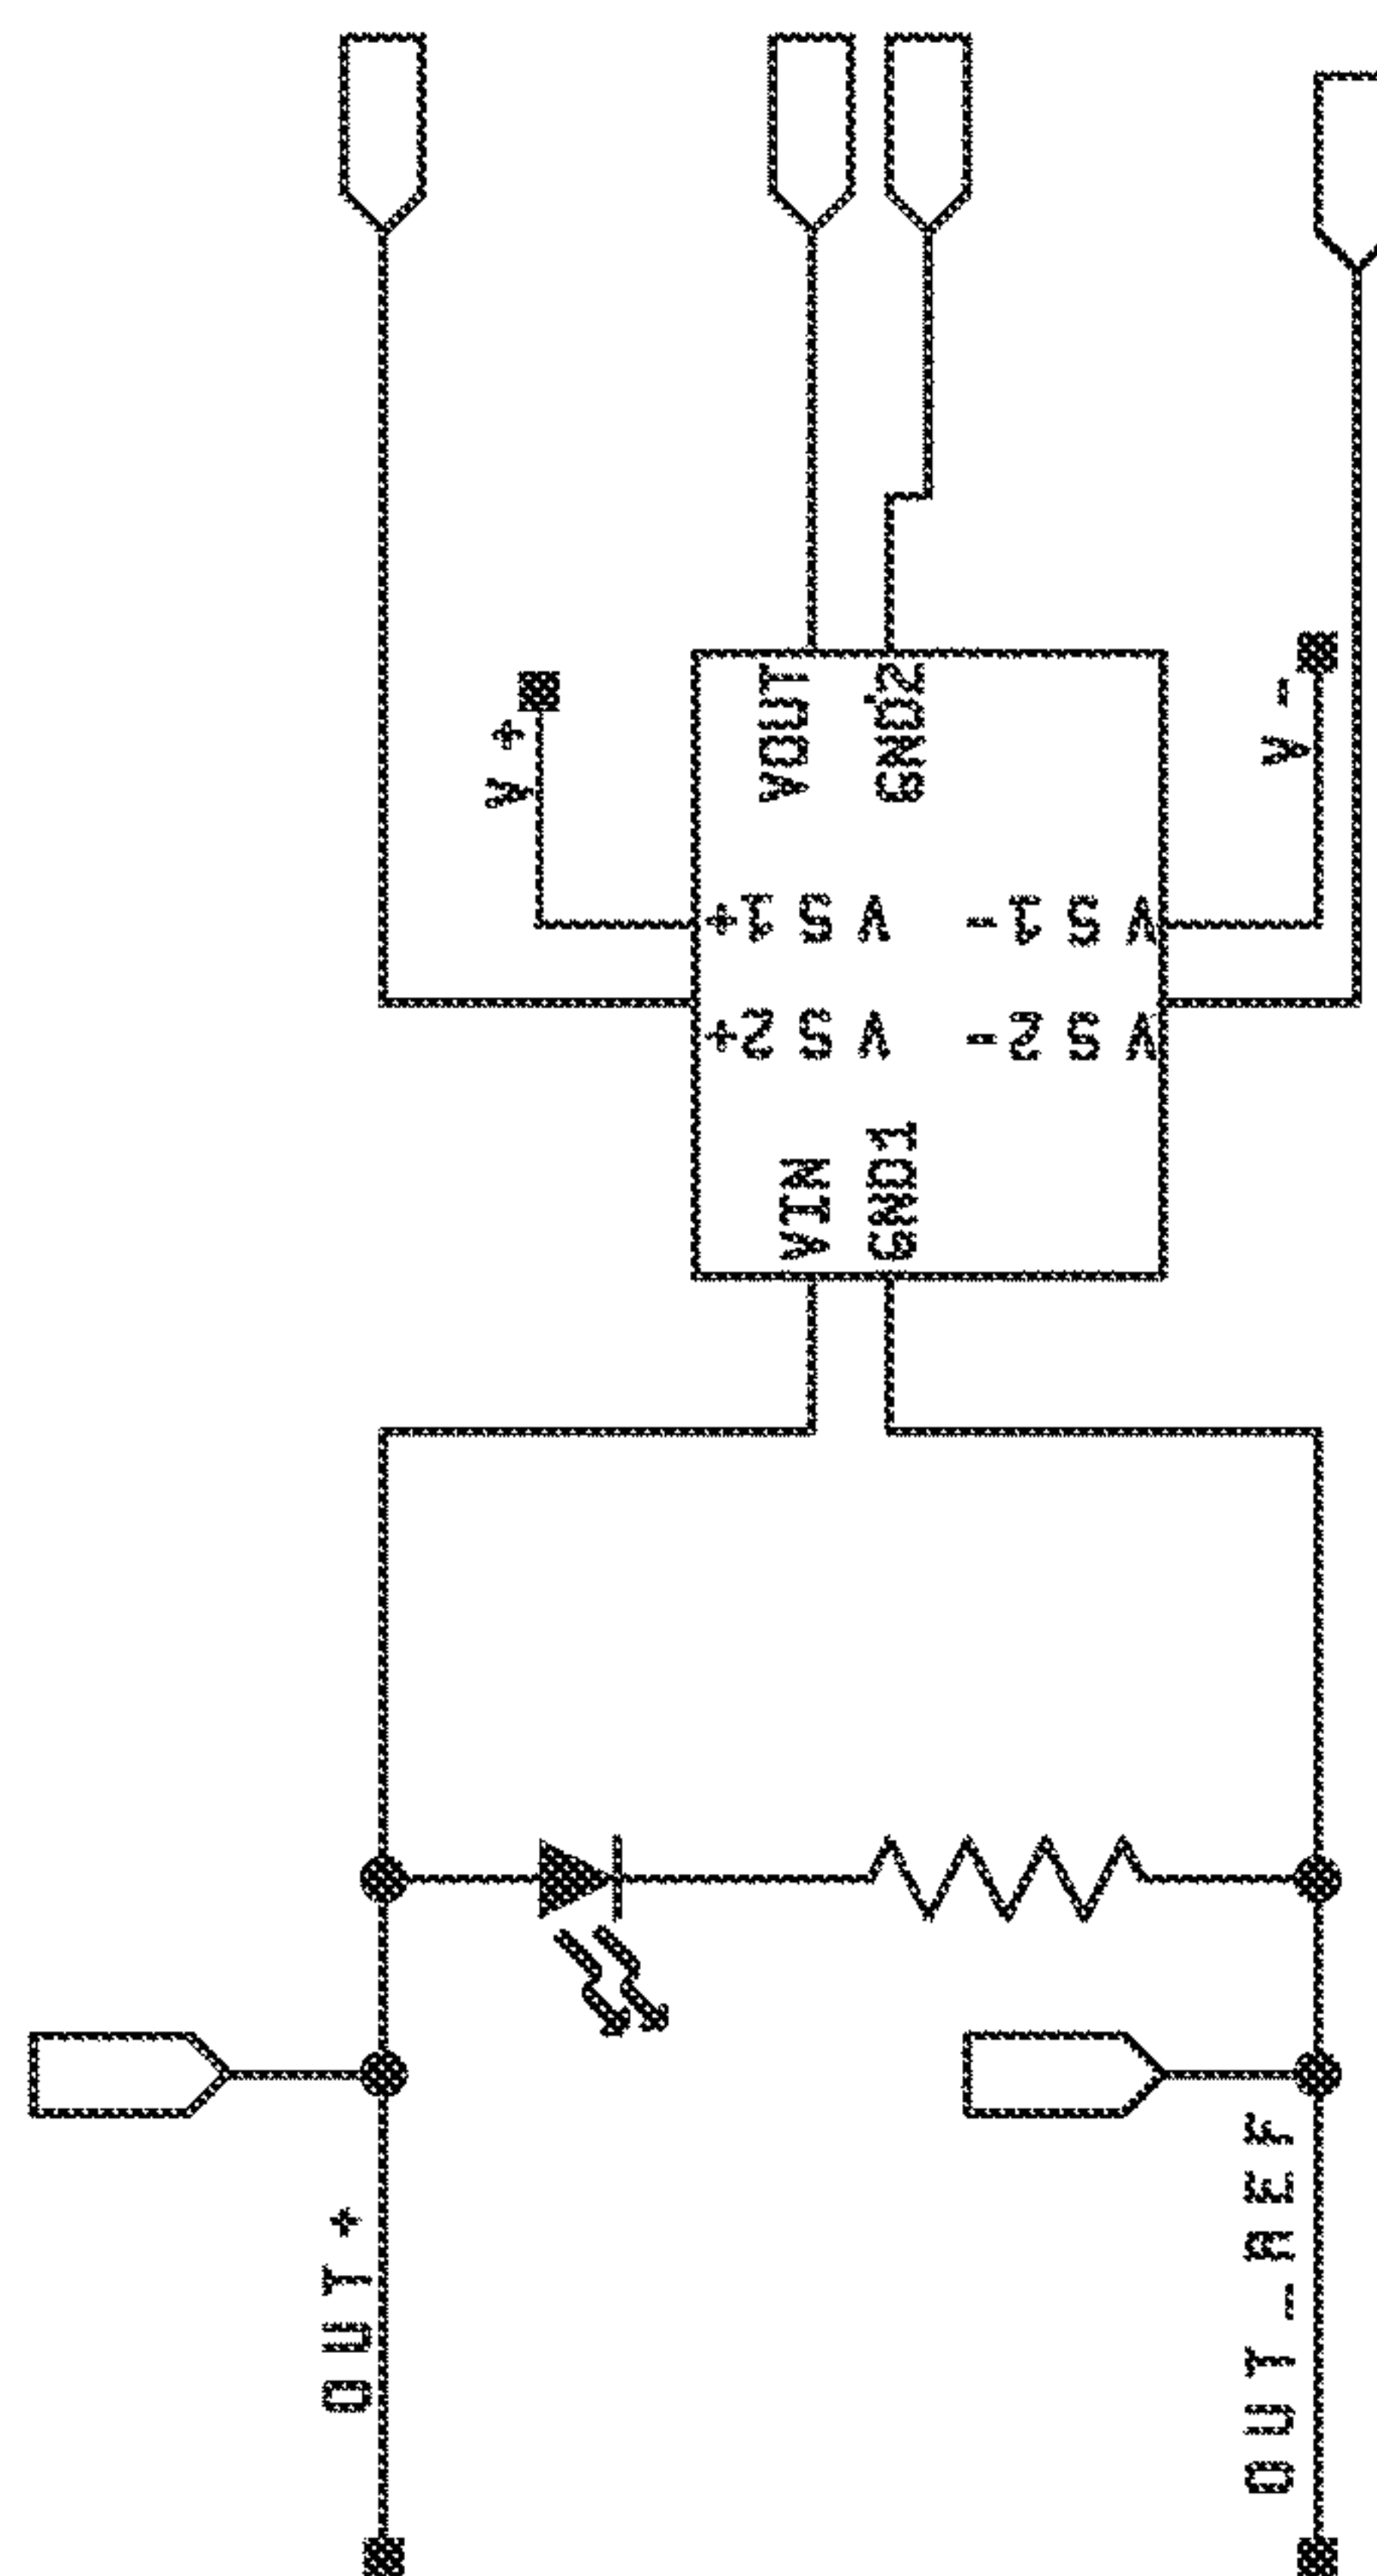 V+
VOUT
GND2
V-
VS1+
VS1-
VS2+
VS2-
VIN
GND1
OUT+
OUT_REF